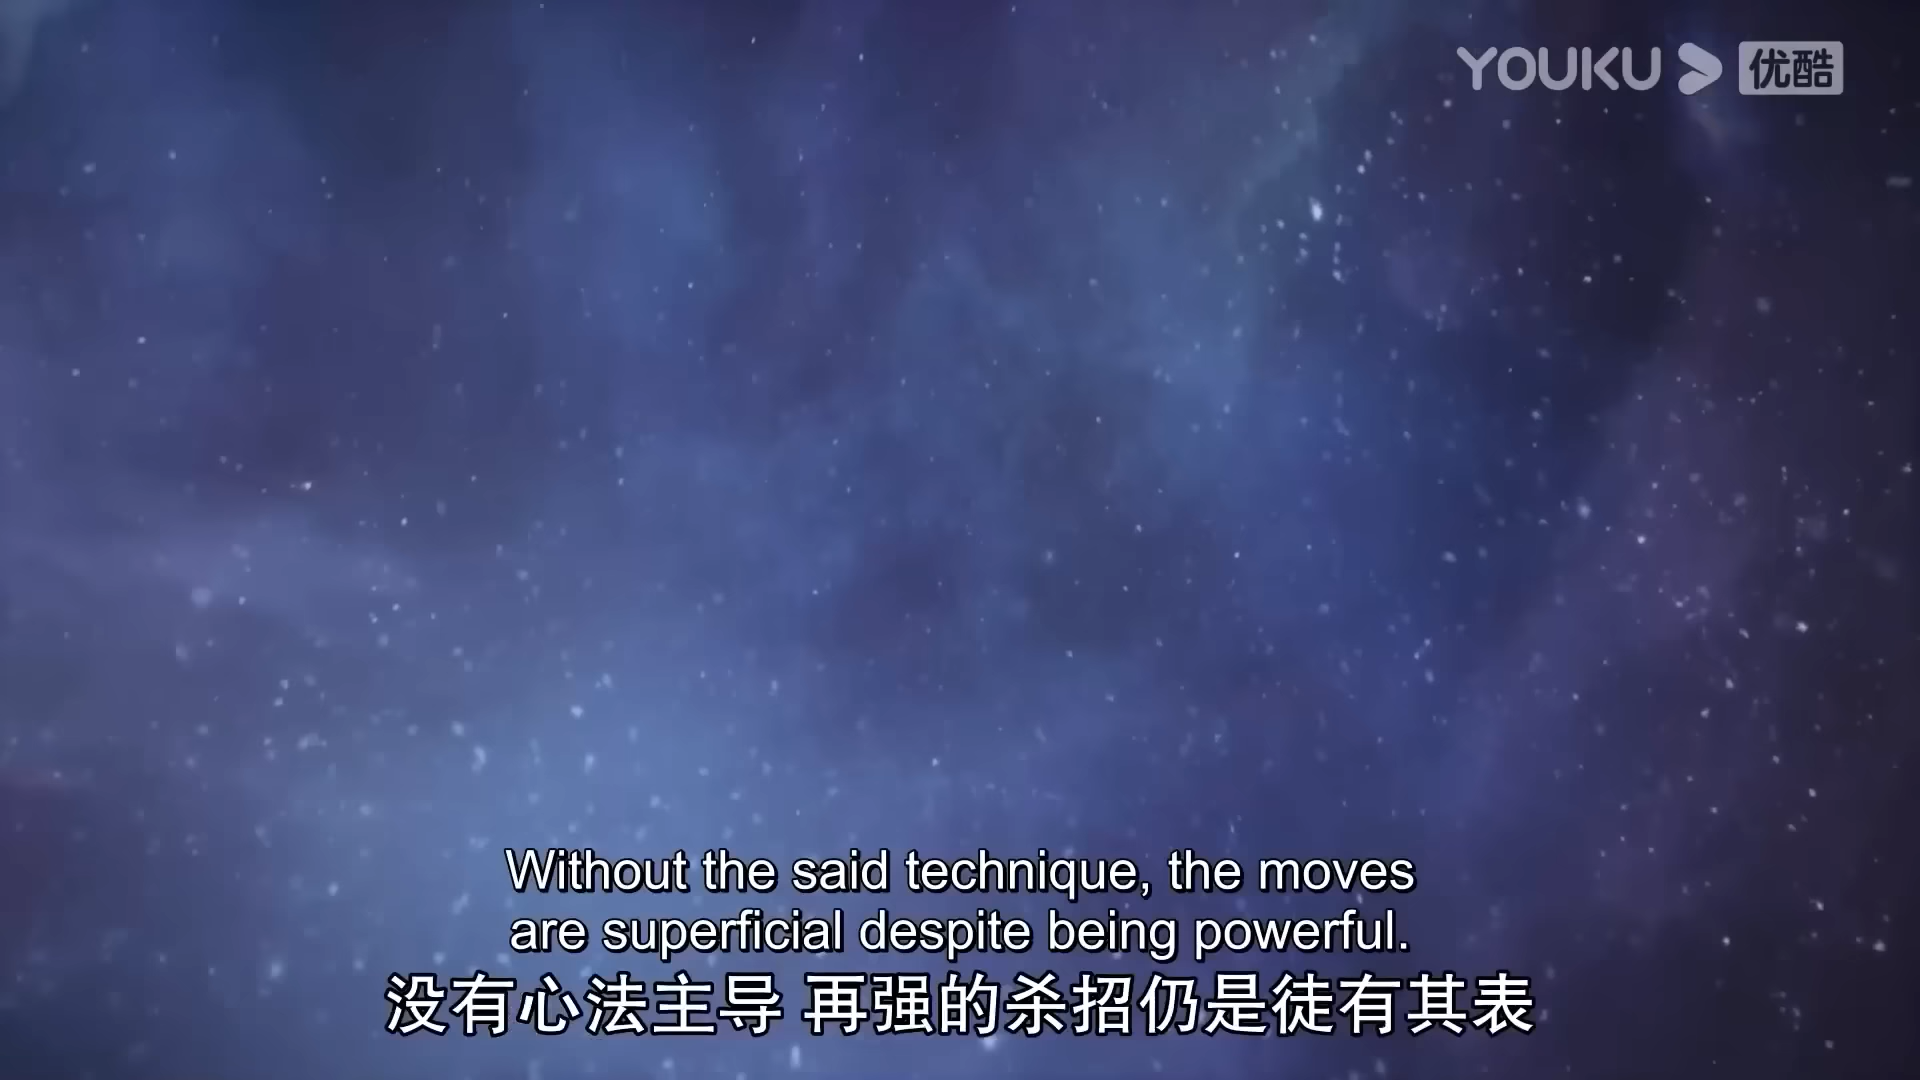 YOUKU 优酷
Without the said technique, the moves
are superficial despite being powerful.
没有心法主导 再强的杀招仍是徒有其表